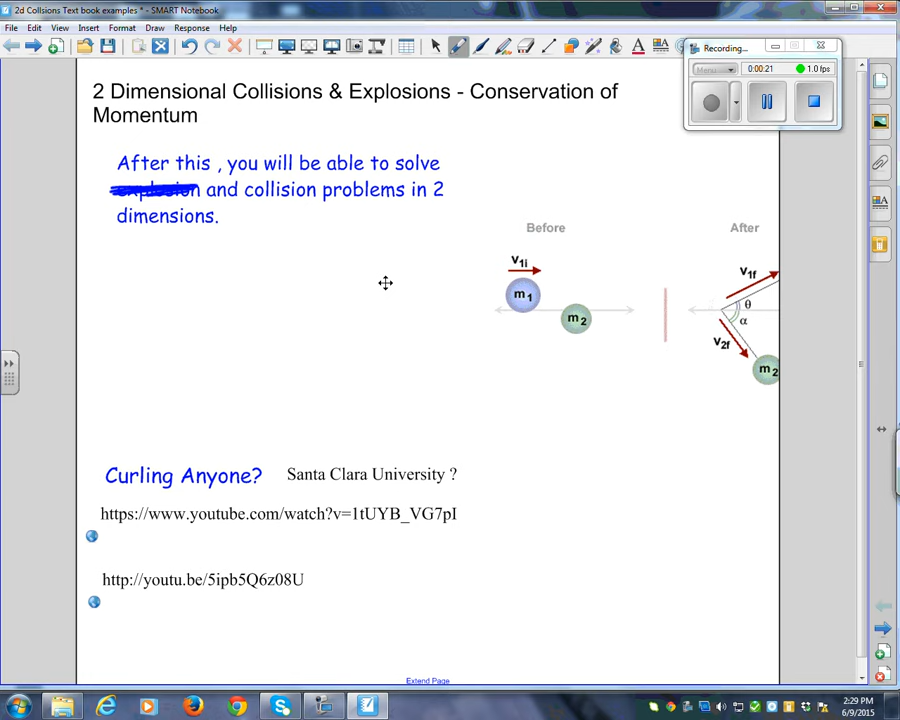 2d Collsions Text book examples * - SMART Notebook
File Edit View Insert Format Draw Response Help
Recording...
Menu 0:00:21 1.0 fps
2 Dimensional Collisions & Explosions - Conservation of
Momentum
After this , you will be able to solve
explosion and collision problems in 2
dimensions.
Before After
v1i
m1
m2
v1f
θ
α
v2f
m2
Curling Anyone? Santa Clara University ?
https://www.youtube.com/watch?v=1tUYB_VG7pI
http://youtu.be/5ipb5Q6z08U
Extend Page
2:29 PM
6/9/2015